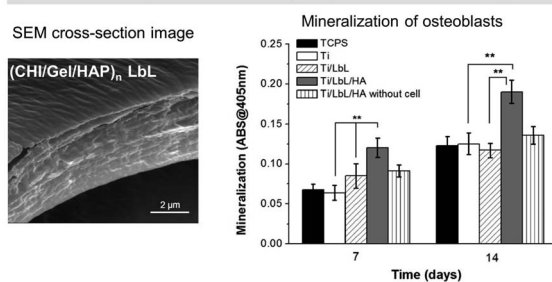 SEM cross-section image
(CHI/Gel/HAP)n LbL
2 µm
Mineralization of osteoblasts
Mineralization (ABS@405nm)
0.25
0.20
0.15
0.10
0.05
0.00
TCPS
Ti
Ti/LbL
Ti/LbL/HA
Ti/LbL/HA without cell
**
**
**
7
14
Time (days)